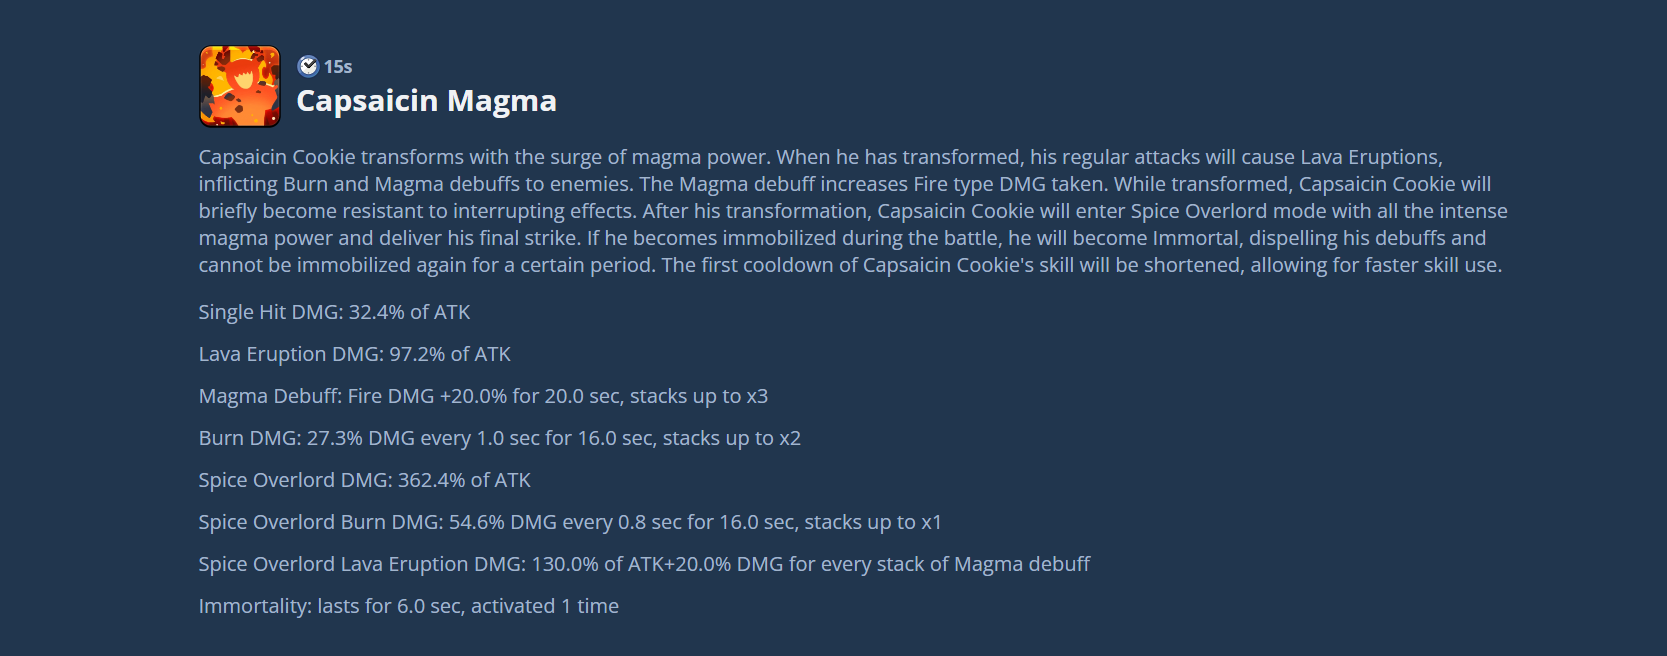 15s
Capsaicin Magma
Capsaicin Cookie transforms with the surge of magma power. When he has transformed, his regular attacks will cause Lava Eruptions,
inflicting Burn and Magma debuffs to enemies. The Magma debuff increases Fire type DMG taken. While transformed, Capsaicin Cookie will
briefly become resistant to interrupting effects. After his transformation, Capsaicin Cookie will enter Spice Overlord mode with all the intense
magma power and deliver his final strike. If he becomes immobilized during the battle, he will become Immortal, dispelling his debuffs and
cannot be immobilized again for a certain period. The first cooldown of Capsaicin Cookie's skill will be shortened, allowing for faster skill use.
Single Hit DMG: 32.4% of ATK
Lava Eruption DMG: 97.2% of ATK
Magma Debuff: Fire DMG +20.0% for 20.0 sec, stacks up to x3
Burn DMG: 27.3% DMG every 1.0 sec for 16.0 sec, stacks up to x2
Spice Overlord DMG: 362.4% of ATK
Spice Overlord Burn DMG: 54.6% DMG every 0.8 sec for 16.0 sec, stacks up to x1
Spice Overlord Lava Eruption DMG: 130.0% of ATK+20.0% DMG for every stack of Magma debuff
Immortality: lasts for 6.0 sec, activated 1 time